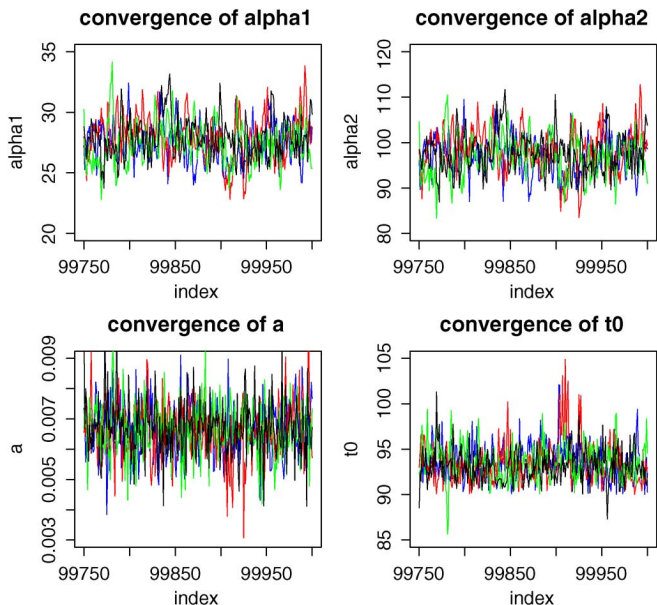 convergence of alpha1
35
30
25
20
alpha1
99750
99850
99950
index
convergence of alpha2
120
110
100
90
80
alpha2
99750
99850
99950
index
convergence of a
0.009
0.007
0.005
0.003
a
99750
99850
99950
index
convergence of t0
105
100
95
90
85
t0
99750
99850
99950
index